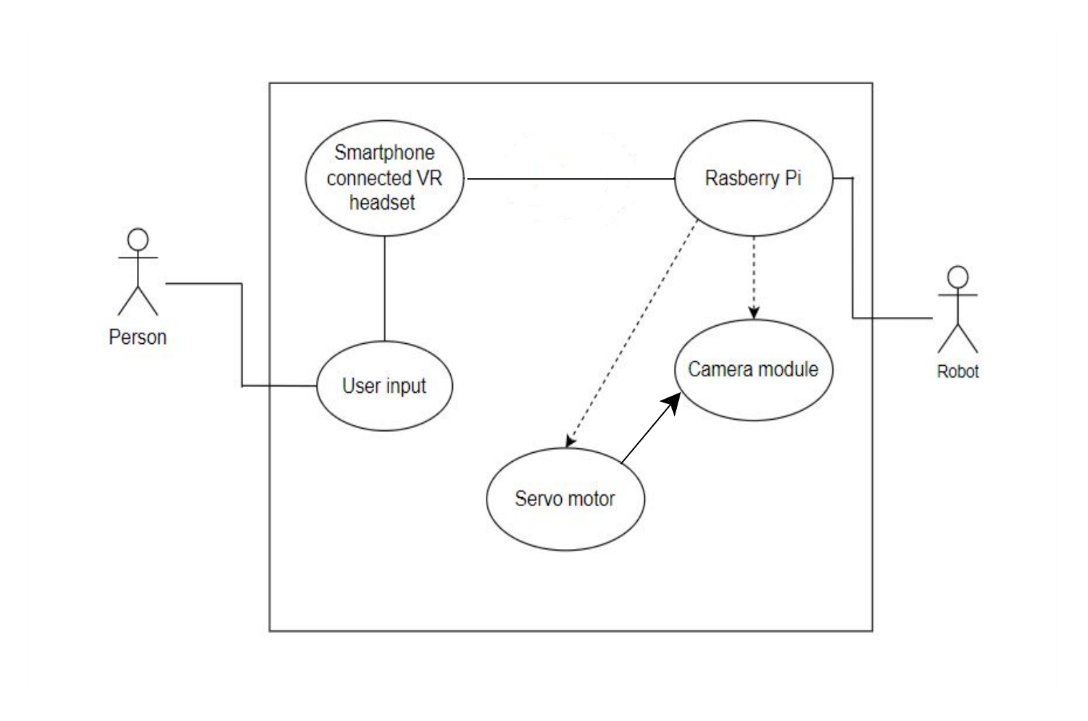 Smartphone
connected VR
headset
Rasberry Pi
Person
User input
Camera module
Robot
Servo motor